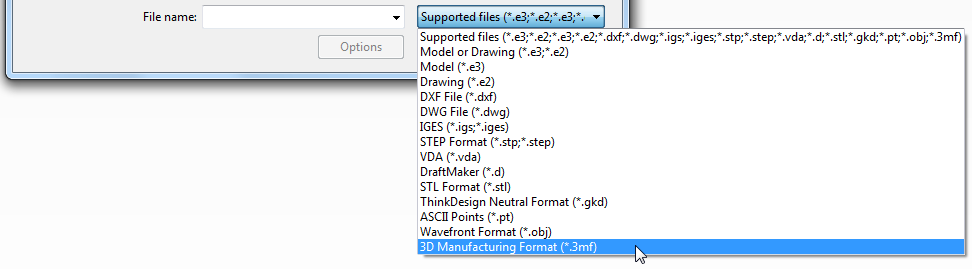 File name:
Supported files (*.e3;*.e2;*.e3;*.
Options
Supported files (*.e3;*.e2;*.e3;*.e2;*.dxf;*.dwg;*.igs;*.iges;*.stp;*.step;*.vda;*.d;*.stl;*.gkd;*.pt;*.obj;*.3mf)
Model or Drawing (*.e3;*.e2)
Model (*.e3)
Drawing (*.e2)
DXF File (*.dxf)
DWG File (*.dwg)
IGES (*.igs;*.iges)
STEP Format (*.stp;*.step)
VDA (*.vda)
DraftMaker (*.d)
STL Format (*.stl)
ThinkDesign Neutral Format (*.gkd)
ASCII Points (*.pt)
Wavefront Format (*.obj)
3D Manufacturing Format (*.3mf)